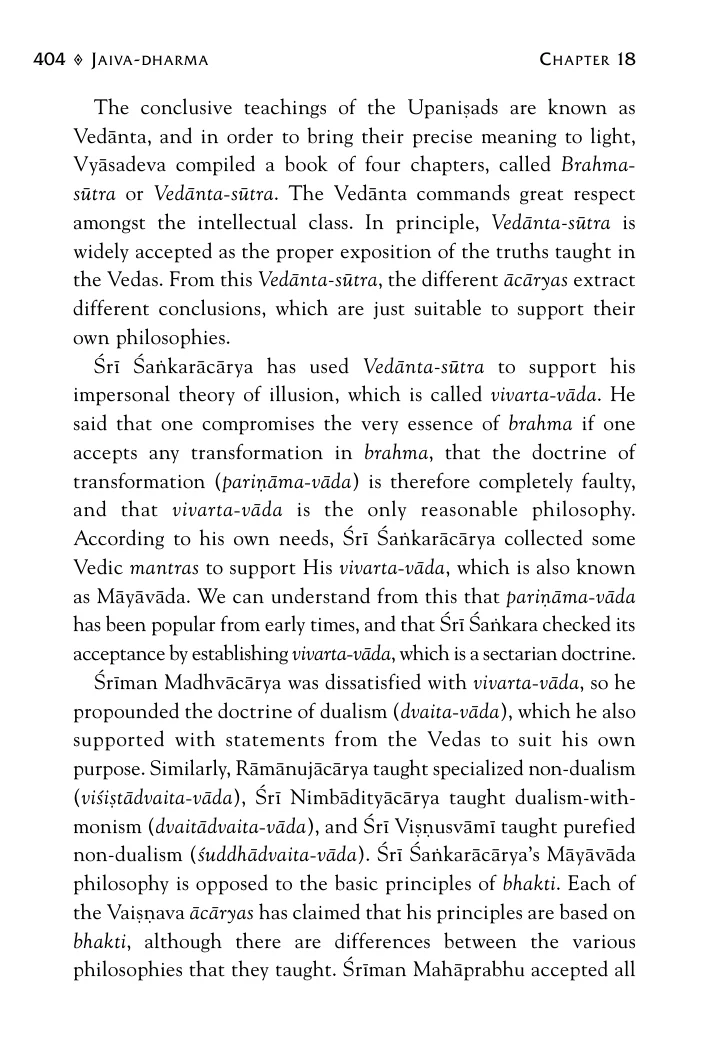 404 ◊ JAIVA-DHARMA CHAPTER 18
The conclusive teachings of the Upaniṣads are known as
Vedānta, and in order to bring their precise meaning to light,
Vyāsadeva compiled a book of four chapters, called Brahma-
sūtra or Vedānta-sūtra. The Vedānta commands great respect
amongst the intellectual class. In principle, Vedānta-sūtra is
widely accepted as the proper exposition of the truths taught in
the Vedas. From this Vedānta-sūtra, the different ācāryas extract
different conclusions, which are just suitable to support their
own philosophies.
Śrī Śaṅkarācārya has used Vedānta-sūtra to support his
impersonal theory of illusion, which is called vivarta-vāda. He
said that one compromises the very essence of brahma if one
accepts any transformation in brahma, that the doctrine of
transformation (pariṇāma-vāda) is therefore completely faulty,
and that vivarta-vāda is the only reasonable philosophy.
According to his own needs, Śrī Śaṅkarācārya collected some
Vedic mantras to support His vivarta-vāda, which is also known
as Māyāvāda. We can understand from this that pariṇāma-vāda
has been popular from early times, and that Śrī Śaṅkara checked its
acceptance by establishing vivarta-vāda, which is a sectarian doctrine.
Śrīman Madhvācārya was dissatisfied with vivarta-vāda, so he
propounded the doctrine of dualism (dvaita-vāda), which he also
supported with statements from the Vedas to suit his own
purpose. Similarly, Rāmānujācārya taught specialized non-dualism
(viśiṣtādvaita-vāda), Śrī Nimbādityācārya taught dualism-with-
monism (dvaitādvaita-vāda), and Śrī Viṣṇusvāmī taught purefied
non-dualism (śuddhādvaita-vāda). Śrī Śaṅkarācārya's Māyāvāda
philosophy is opposed to the basic principles of bhakti. Each of
the Vaiṣṇava ācāryas has claimed that his principles are based on
bhakti, although there are differences between the various
philosophies that they taught. Śrīman Mahāprabhu accepted all